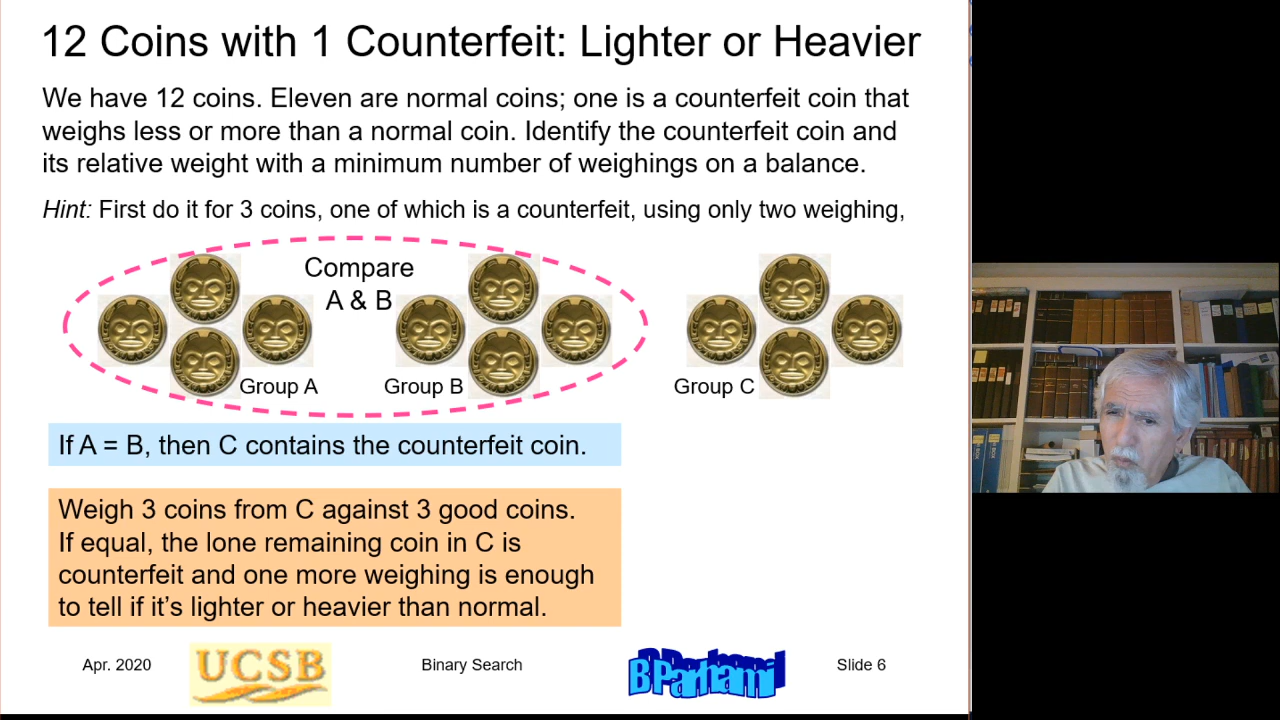 12 Coins with 1 Counterfeit: Lighter or Heavier
We have 12 coins. Eleven are normal coins; one is a counterfeit coin that
weighs less or more than a normal coin. Identify the counterfeit coin and
its relative weight with a minimum number of weighings on a balance.
Hint: First do it for 3 coins, one of which is a counterfeit, using only two weighing,
Compare
A & B
Group A
Group B
Group C
If A = B, then C contains the counterfeit coin.
Weigh 3 coins from C against 3 good coins.
If equal, the lone remaining coin in C is
counterfeit and one more weighing is enough
to tell if it’s lighter or heavier than normal.
Apr. 2020
UCSB
Binary Search
B Parhami
Slide 6